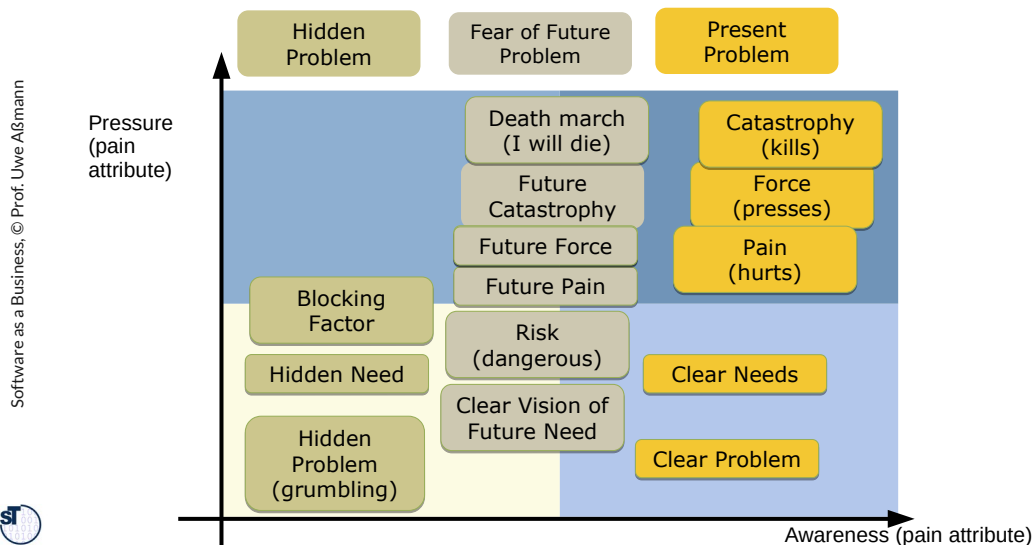 Hidden
Problem
Fear of Future
Problem
Present
Problem
Software as a Business, © Prof. Uwe Aßmann
Pressure
(pain
attribute)
Death march
(I will die)
Catastrophy
(kills)
Future
Catastrophy
Force
(presses)
Future Force
Pain
(hurts)
Future Pain
Blocking
Factor
Risk
(dangerous)
Hidden Need
Clear Needs
Clear Vision of
Future Need
Hidden
Problem
(grumbling)
Clear Problem
ST
Awareness (pain attribute)